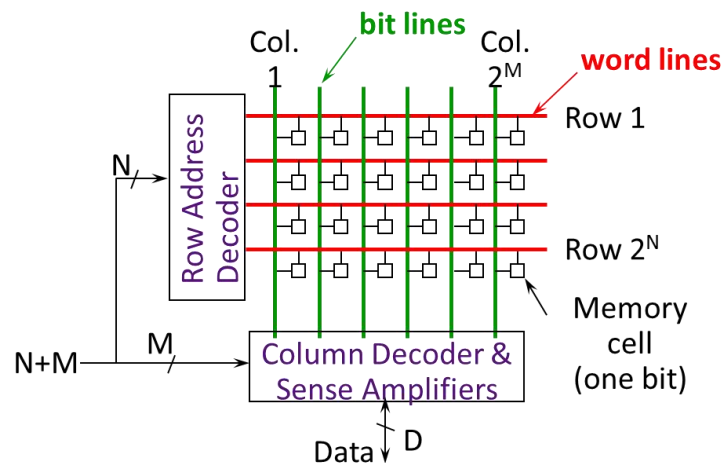 bit lines
Col.
1
Col.
2ᴹ
word lines
Row 1
Row Address
Decoder
N
Row 2ᴺ
Memory
cell
(one bit)
N+M
M
Column Decoder &
Sense Amplifiers
D
Data